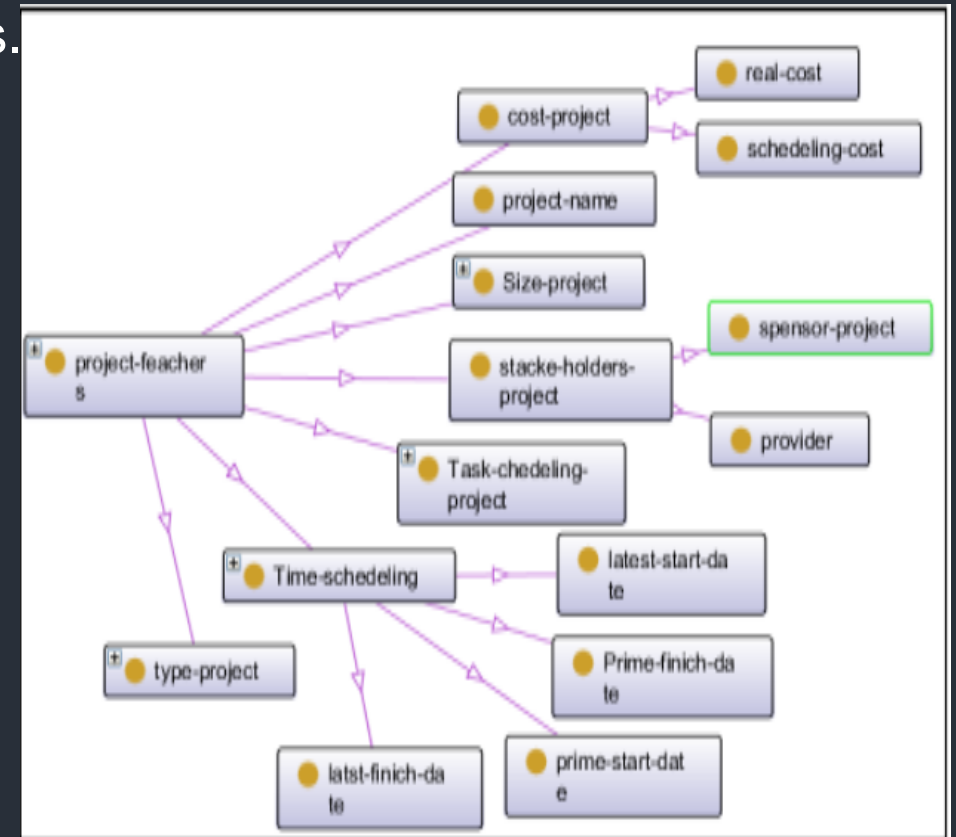 s.
real-cost
cost-project
schedeling-cost
project-name
Size-project
spensor-project
project-feacher
s
stacke-holders-
project
provider
Task-chedeling-
project
latest-start-da
te
Time-schedeling
Prime-finich-da
te
type-project
latst-finich-da
te
prime-start-dat
e